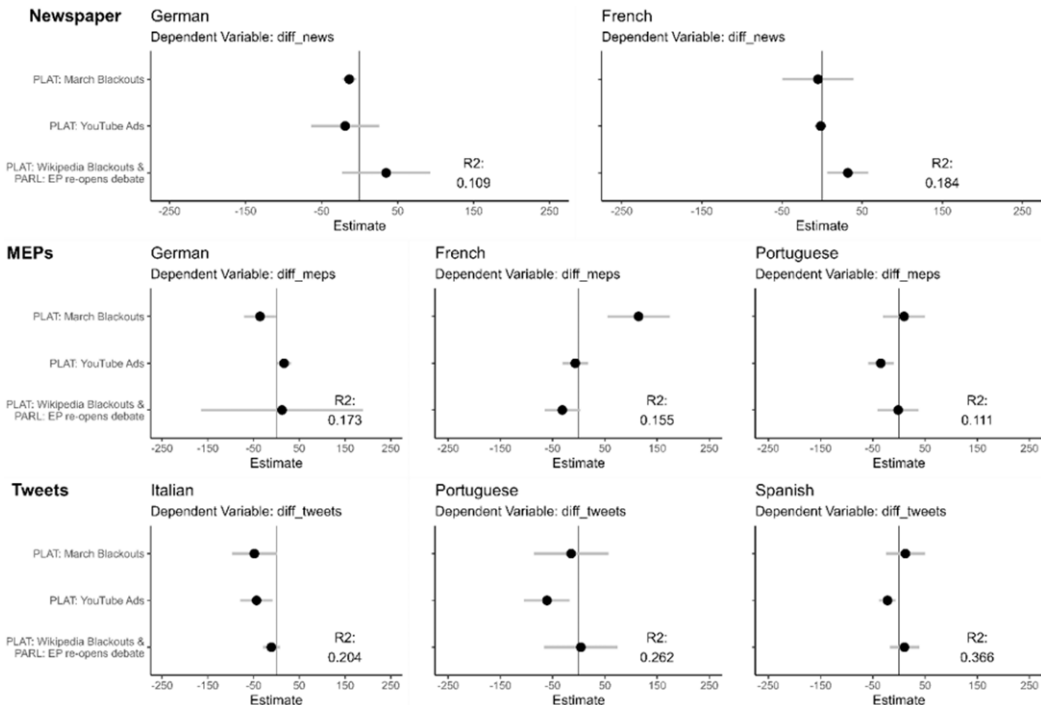 Newspaper
German
Dependent Variable: diff_news
PLAT: March Blackouts
PLAT: YouTube Ads
PLAT: Wikipedia Blackouts &
PARL: EP re-opens debate
R2:
0.109
-250 -150 -50 50 150 250
Estimate
French
Dependent Variable: diff_news
R2:
0.184
-250 -150 -50 50 150 250
Estimate
MEPs
German
Dependent Variable: diff_meps
PLAT: March Blackouts
PLAT: YouTube Ads
PLAT: Wikipedia Blackouts &
PARL: EP re-opens debate
R2:
0.173
-250 -150 -50 50 150 250
Estimate
French
Dependent Variable: diff_meps
R2:
0.155
-250 -150 -50 50 150 250
Estimate
Portuguese
Dependent Variable: diff_meps
R2:
0.111
-250 -150 -50 50 150 250
Estimate
Tweets
Italian
Dependent Variable: diff_tweets
PLAT: March Blackouts
PLAT: YouTube Ads
PLAT: Wikipedia Blackouts &
PARL: EP re-opens debate
R2:
0.204
-250 -150 -50 50 150 250
Estimate
Portuguese
Dependent Variable: diff_tweets
R2:
0.262
-250 -150 -50 50 150 250
Estimate
Spanish
Dependent Variable: diff_tweets
R2:
0.366
-250 -150 -50 50 150 250
Estimate